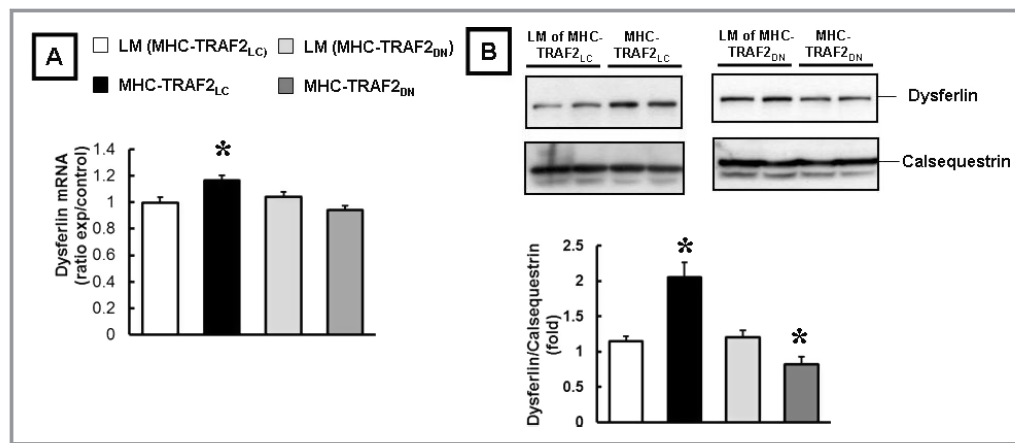 A
LM (MHC-TRAF2LC)
LM (MHC-TRAF2DN)
MHC-TRAF2LC
MHC-TRAF2DN
Dysferlin mRNA
(ratio exp/control)
1.4
1.2
1
0.8
0.6
0.4
0.2
0
*
B
LM of MHC-
TRAF2LC
MHC-
TRAF2LC
LM of MHC-
TRAF2DN
MHC-
TRAF2DN
Dysferlin
Calsequestrin
Dysferlin/Calsequestrin
(fold)
2.5
2
1.5
1
0.5
0
*
*